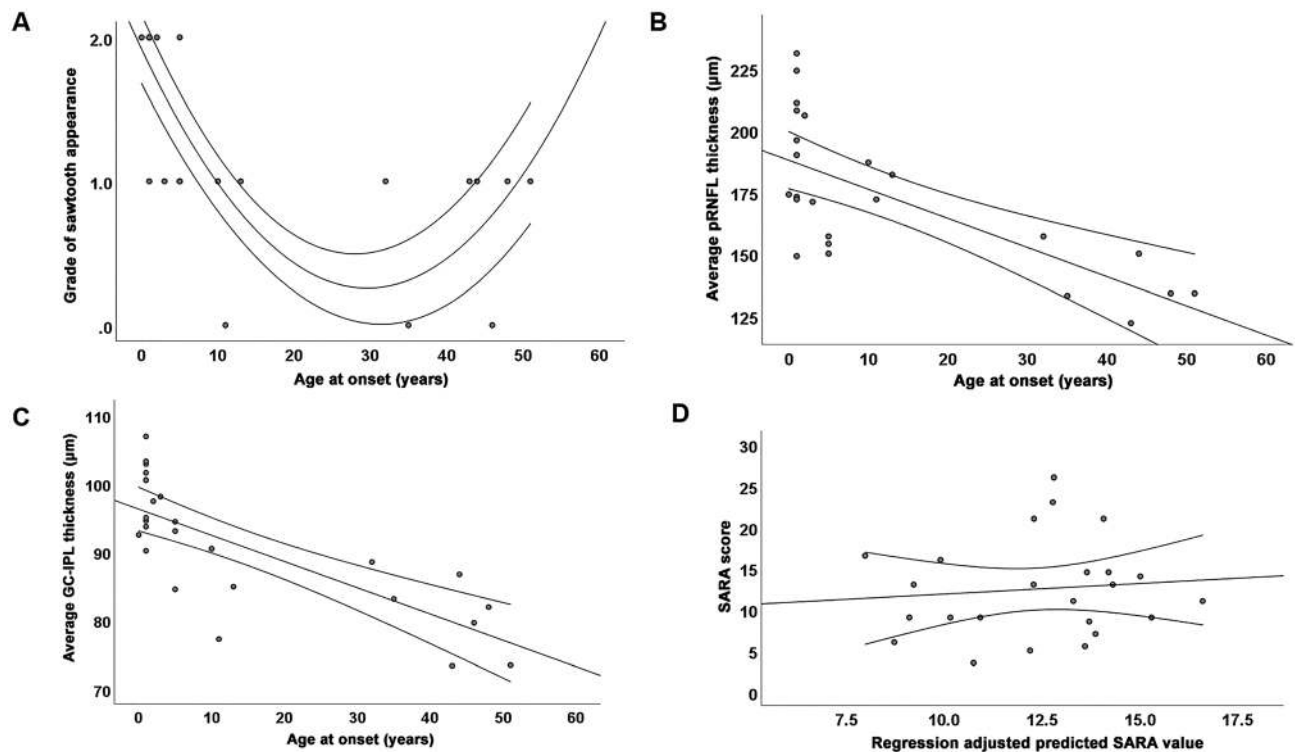 A
Grade of sawtooth appearance
2.0
1.0
.0
0 10 20 30 40 50 60
Age at onset (years)
B
Average pRNFL thickness (µm)
225
200
175
150
125
0 10 20 30 40 50 60
Age at onset (years)
C
Average GC-IPL thickness (µm)
110
100
90
80
70
0 10 20 30 40 50 60
Age at onset (years)
D
SARA score
30
25
20
15
10
5
0
7.5 10.0 12.5 15.0 17.5
Regression adjusted predicted SARA value